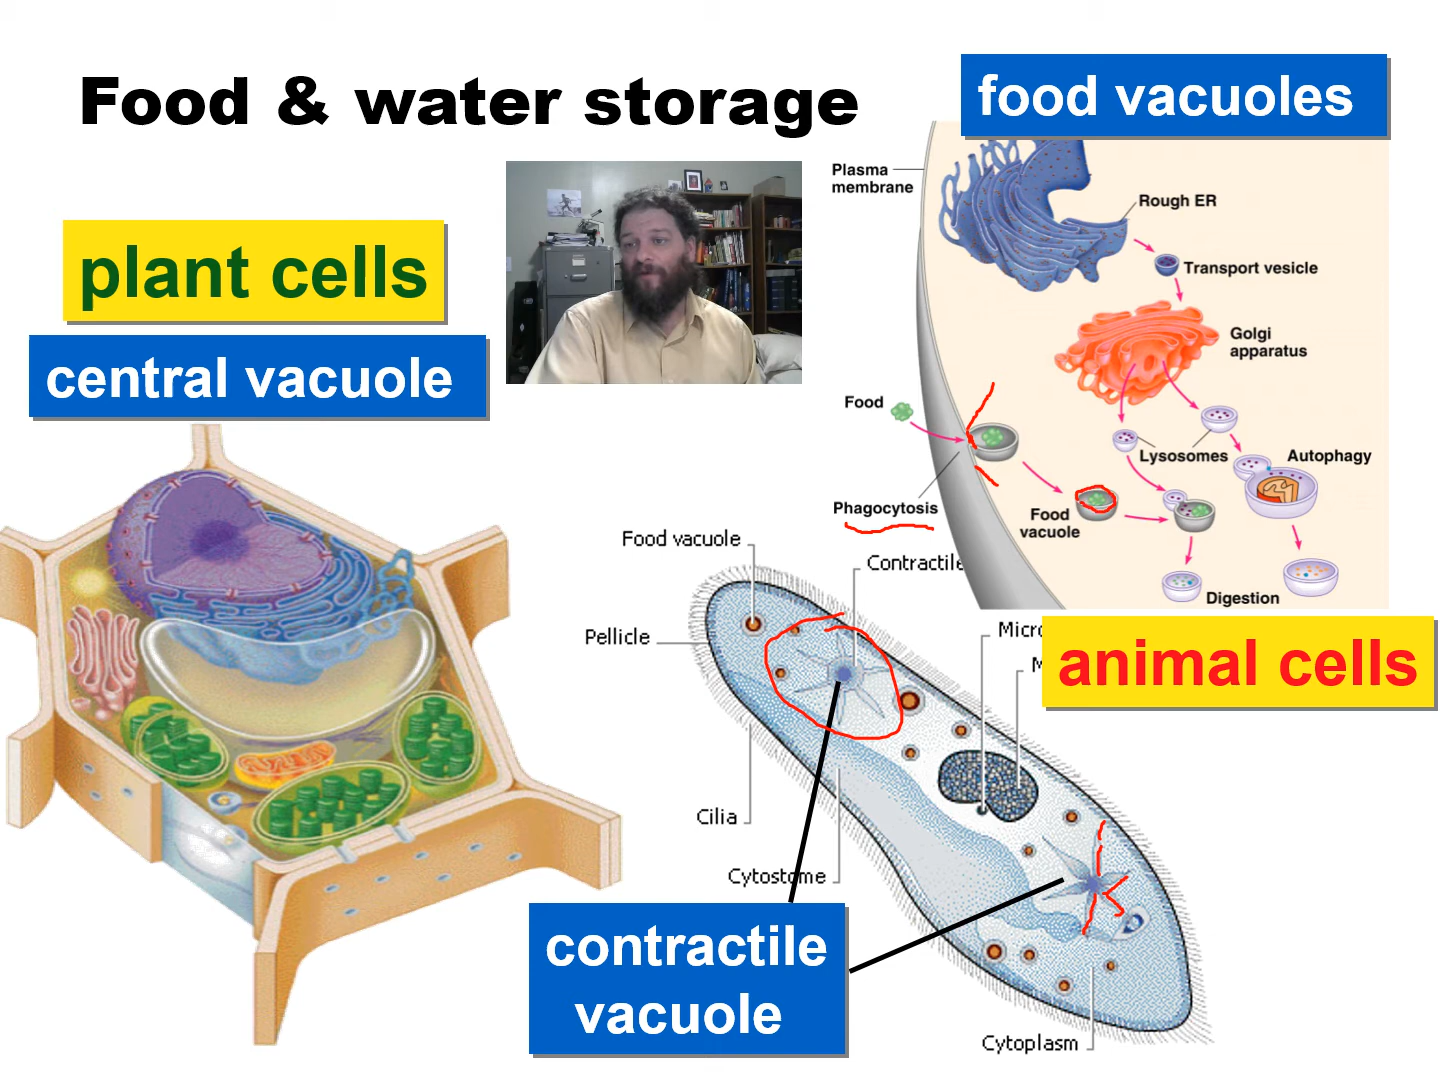 Food & water storage
food vacuoles
plant cells
central vacuole
Plasma
membrane
Rough ER
Transport vesicle
Golgi
apparatus
Food
Lysosomes
Autophagy
Phagocytosis
Food
vacuole
Digestion
Food vacuole
Contractile
Pellicle
Micro
M
animal cells
Cilia
Cytostome
contractile
vacuole
Cytoplasm